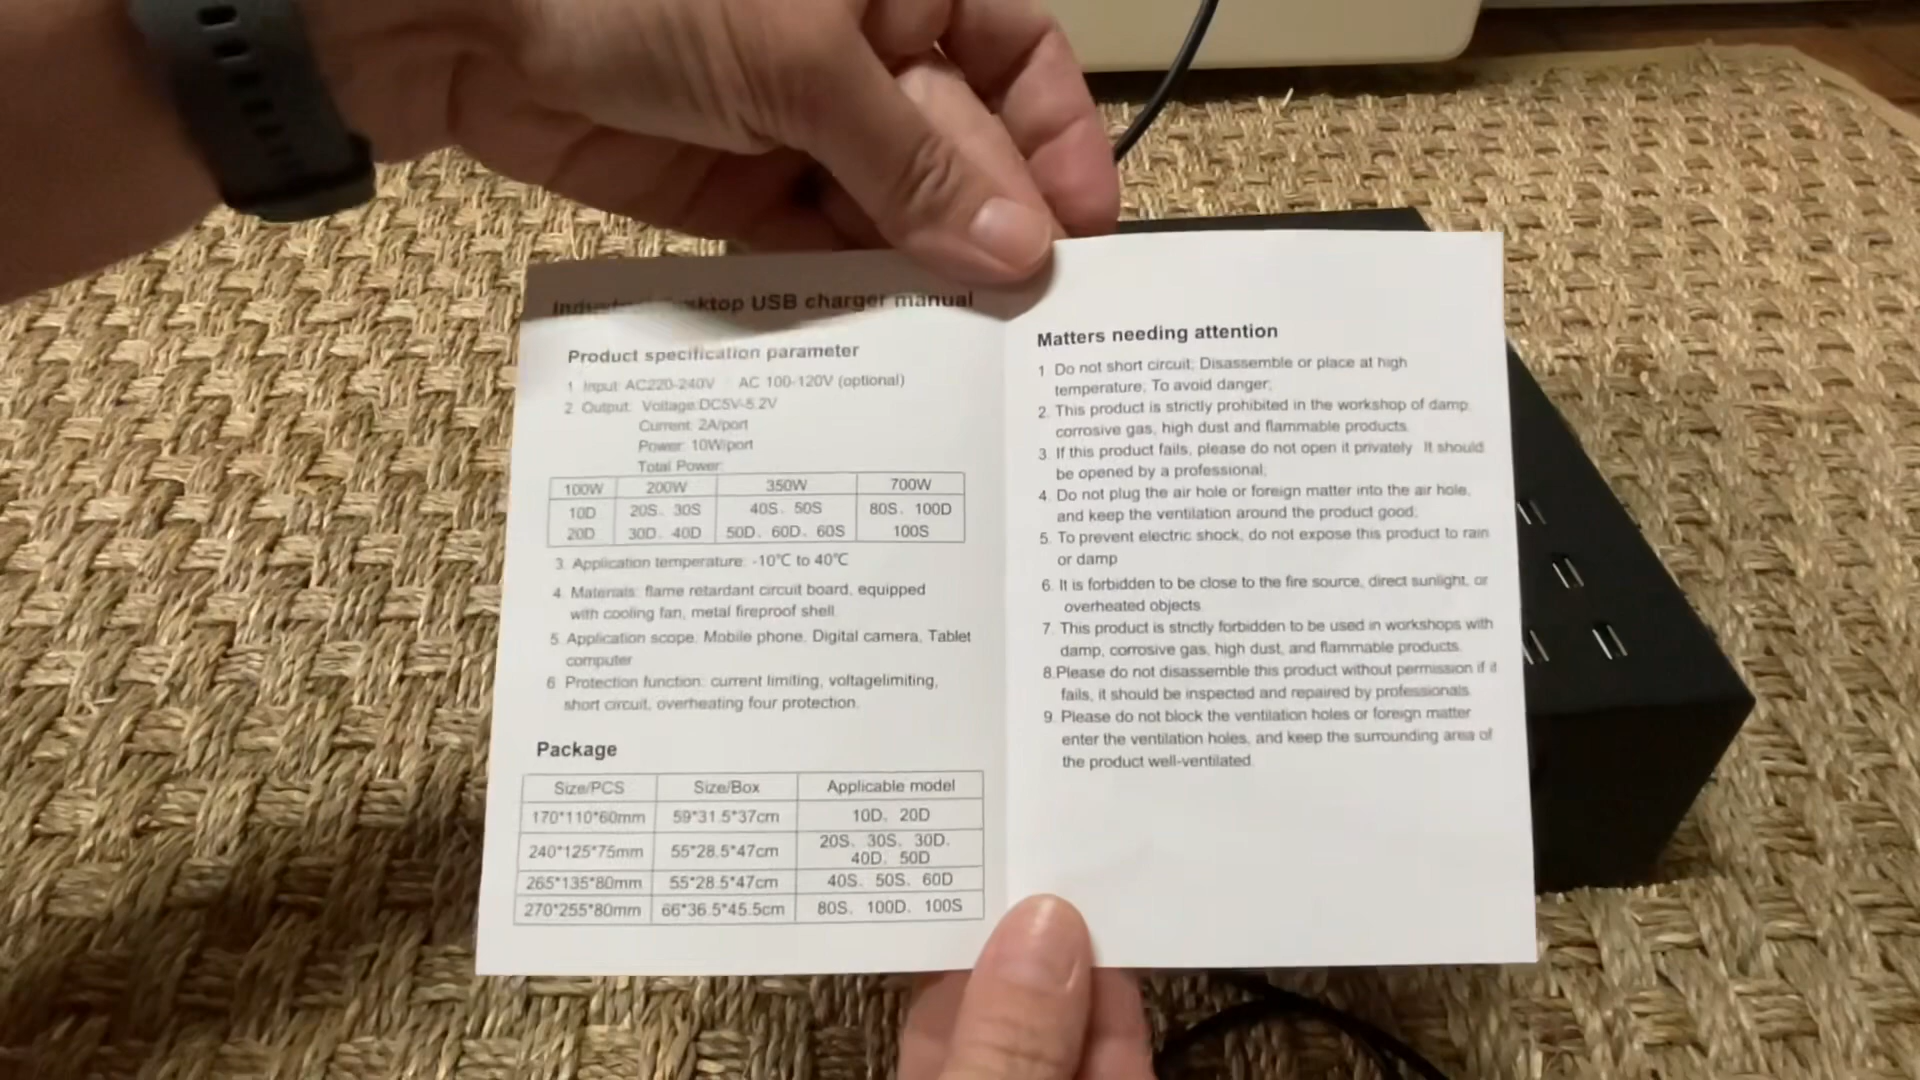 ktop USB charger manual
Product specification parameter
1 Input: AC220-240V AC 100-120V (optional)
2. Output: Voltage:DC5V-5.2V
Current: 2A/port
Power: 10W/port
Total Power:
100W 200W 350W 700W
10D 20S、30S 40S、50S 80S、100D
20D 30D、40D 50D、60D、60S 100S
3. Application temperature: -10℃ to 40℃
4. Materials: flame retardant circuit board, equipped
with cooling fan, metal fireproof shell.
5. Application scope: Mobile phone, Digital camera, Tablet
computer
6 Protection function: current limiting, voltagelimiting,
short circuit, overheating four protection.
Package
Size/PCS Size/Box Applicable model
170*110*60mm 59*31.5*37cm 10D、20D
240*125*75mm 55*28.5*47cm 20S、30S、30D、
40D、50D
265*135*80mm 55*28.5*47cm 40S、50S、60D
270*255*80mm 66*36.5*45.5cm 80S、100D、100S
Matters needing attention
1 Do not short circuit; Disassemble or place at high
temperature; To avoid danger;
2. This product is strictly prohibited in the workshop of damp,
corrosive gas, high dust and flammable products.
3. If this product fails, please do not open it privately It should
be opened by a professional;
4. Do not plug the air hole or foreign matter into the air hole,
and keep the ventilation around the product good;
5. To prevent electric shock, do not expose this product to rain
or damp
6. It is forbidden to be close to the fire source, direct sunlight, or
overheated objects
7. This product is strictly forbidden to be used in workshops with
damp, corrosive gas, high dust, and flammable products.
8.Please do not disassemble this product without permission if it
fails, it should be inspected and repaired by professionals.
9. Please do not block the ventilation holes or foreign matter
enter the ventilation holes, and keep the surrounding area of
the product well-ventilated.